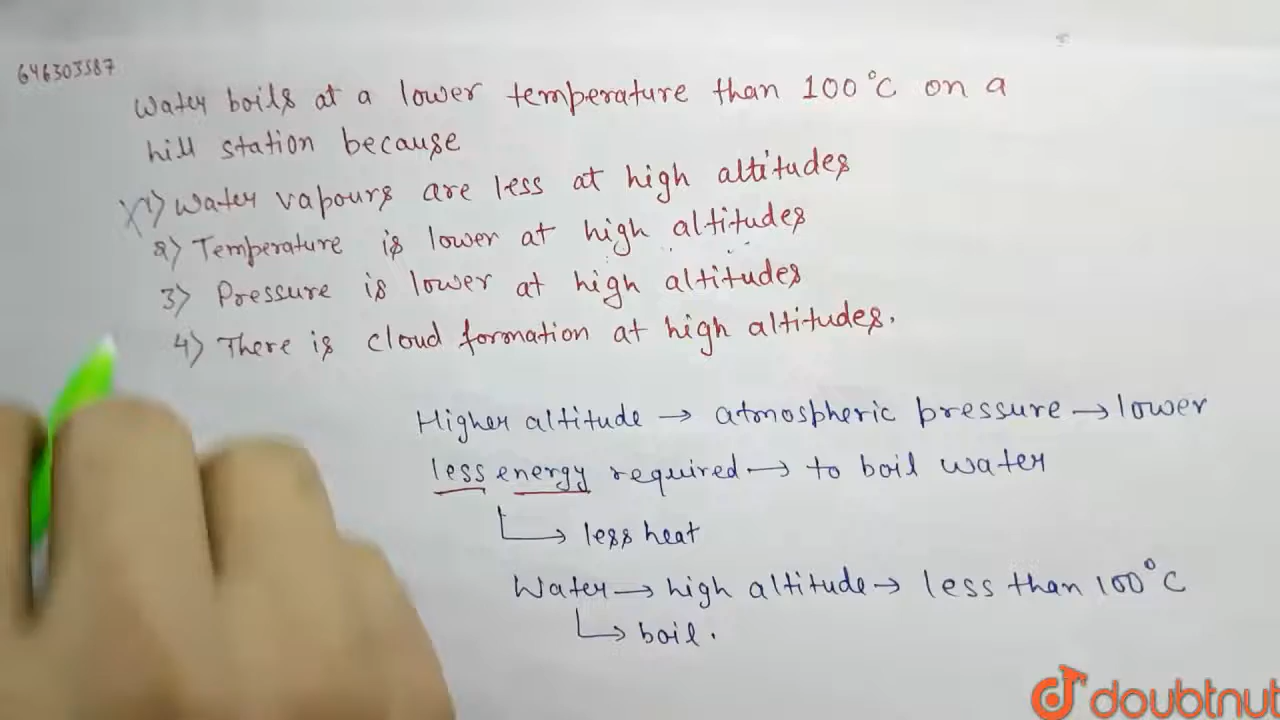 646303587
Water boils at a lower temperature than 100°C on a
hill station because
1) Water vapours are less at high altitudes
2) Temperature is lower at high altitudes
3) Pressure is lower at high altitudes
4) There is cloud formation at high altitudes.
Higher altitude → atmospheric pressure → lower
less energy required → to boil water
→ less heat
Water → high altitude → less than 100°C
→ boil.
doubtnut